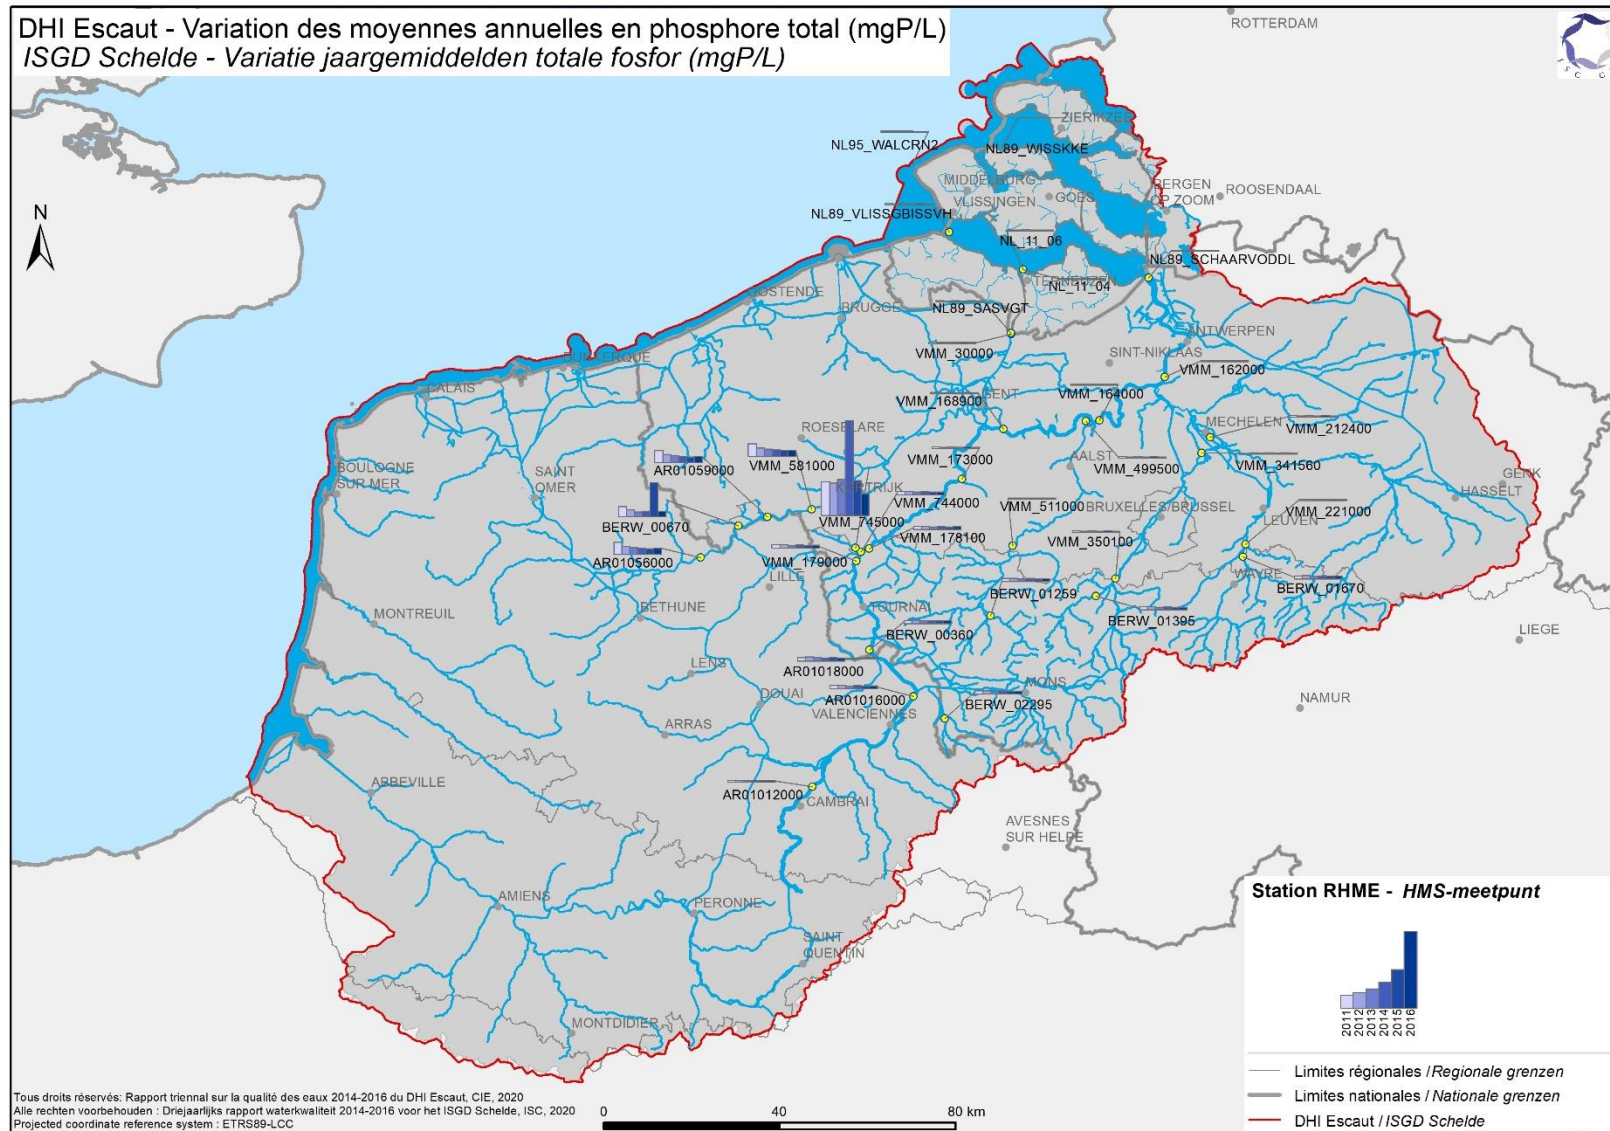 DHI Escaut - Variation des moyennes annuelles en phosphore total (mgP/L)
ISGD Schelde - Variatie jaargemiddelden totale fosfor (mgP/L)
ROTTERDAM
N
ZIERIKZEE
NL95_WALCRN2
NL89_WISSKKE
MIDDELBURG
BERGEN
OP ZOOM
ROOSENDAAL
GOES
VLISSINGEN
NL89_VLISSGBISSVH
NL_11_06
NL89_SCHAARVODDL
TERNEUZEN
NL_11_04
OOSTENDE
BRUGGE
NL89_SASVGT
ANTWERPEN
VMM_30000
SINT-NIKLAAS
DUNKERQUE
VMM_162000
CALAIS
GENT
VMM_168900
VMM_164000
MECHELEN
VMM_212400
ROESELARE
VMM_173000
AALST
VMM_499500
VMM_341560
AR01059000
VMM_581000
BOULOGNE
SUR MER
SAINT
OMER
GENK
HASSELT
KORTRIJK
VMM_744000
VMM_511000
BRUXELLES/BRUSSEL
LEUVEN
VMM_221000
BERW_00670
VMM_745000
VMM_178100
VMM_350100
AR01056000
VMM_179000
LILLE
WAVRE
BERW_01670
BERW_01259
MONTREUIL
BETHUNE
TOURNAI
BERW_01395
BERW_00360
LIEGE
LENS
AR01018000
DOUAI
AR01016000
MONS
NAMUR
VALENCIENNES
BERW_02295
ARRAS
ABBEVILLE
AR01012000
CAMBRAI
AVESNES
SUR HELPE
AMIENS
PERONNE
SAINT
QUENTIN
MONTDIDIER
Station RHME - HMS-meetpunt
2011
2012
2013
2014
2015
2016
Limites régionales / Regionale grenzen
Limites nationales / Nationale grenzen
DHI Escaut / ISGD Schelde
Tous droits réservés: Rapport triennal sur la qualité des eaux 2014-2016 du DHI Escaut, CIE, 2020
Alle rechten voorbehouden : Driejaarlijks rapport waterkwaliteit 2014-2016 voor het ISGD Schelde, ISC, 2020
Projected coordinate reference system : ETRS89-LCC
0 40 80 km